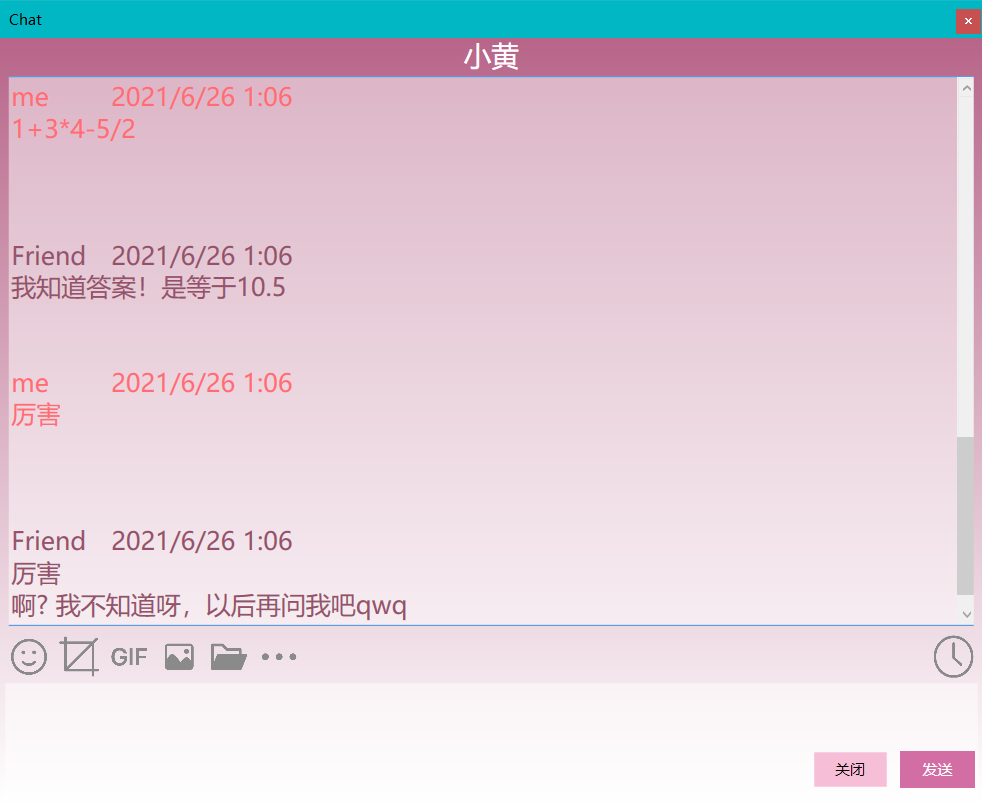 Chat
小黄
me 2021/6/26 1:06
1+3*4-5/2
Friend 2021/6/26 1:06
我知道答案！是等于10.5
me 2021/6/26 1:06
厉害
Friend 2021/6/26 1:06
厉害
啊? 我不知道呀，以后再问我吧qwq
GIF
关闭 发送